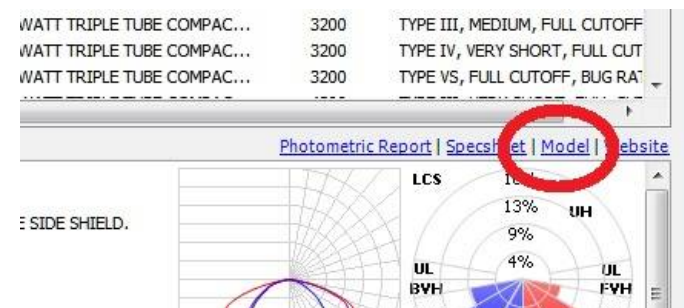 WATT TRIPLE TUBE COMPAC... 3200 TYPE III, MEDIUM, FULL CUTOFF
WATT TRIPLE TUBE COMPAC... 3200 TYPE IV, VERY SHORT, FULL CUT
WATT TRIPLE TUBE COMPAC... 3200 TYPE VS, FULL CUTOFF, BUG RAT
Photometric Report | Specsheet | Model | Website
LCS
13% UH
E SIDE SHIELD.
9%
4%
UL UL
BVH FVH